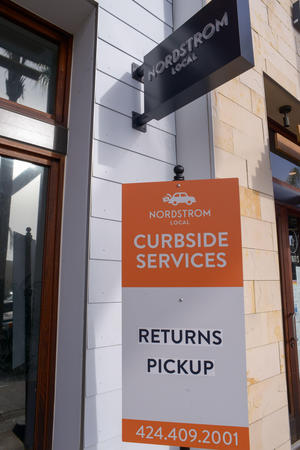 NORDSTROM
LOCAL
NORDSTROM
LOCAL
CURBSIDE
SERVICES
RETURNS
PICKUP
424.409.2001